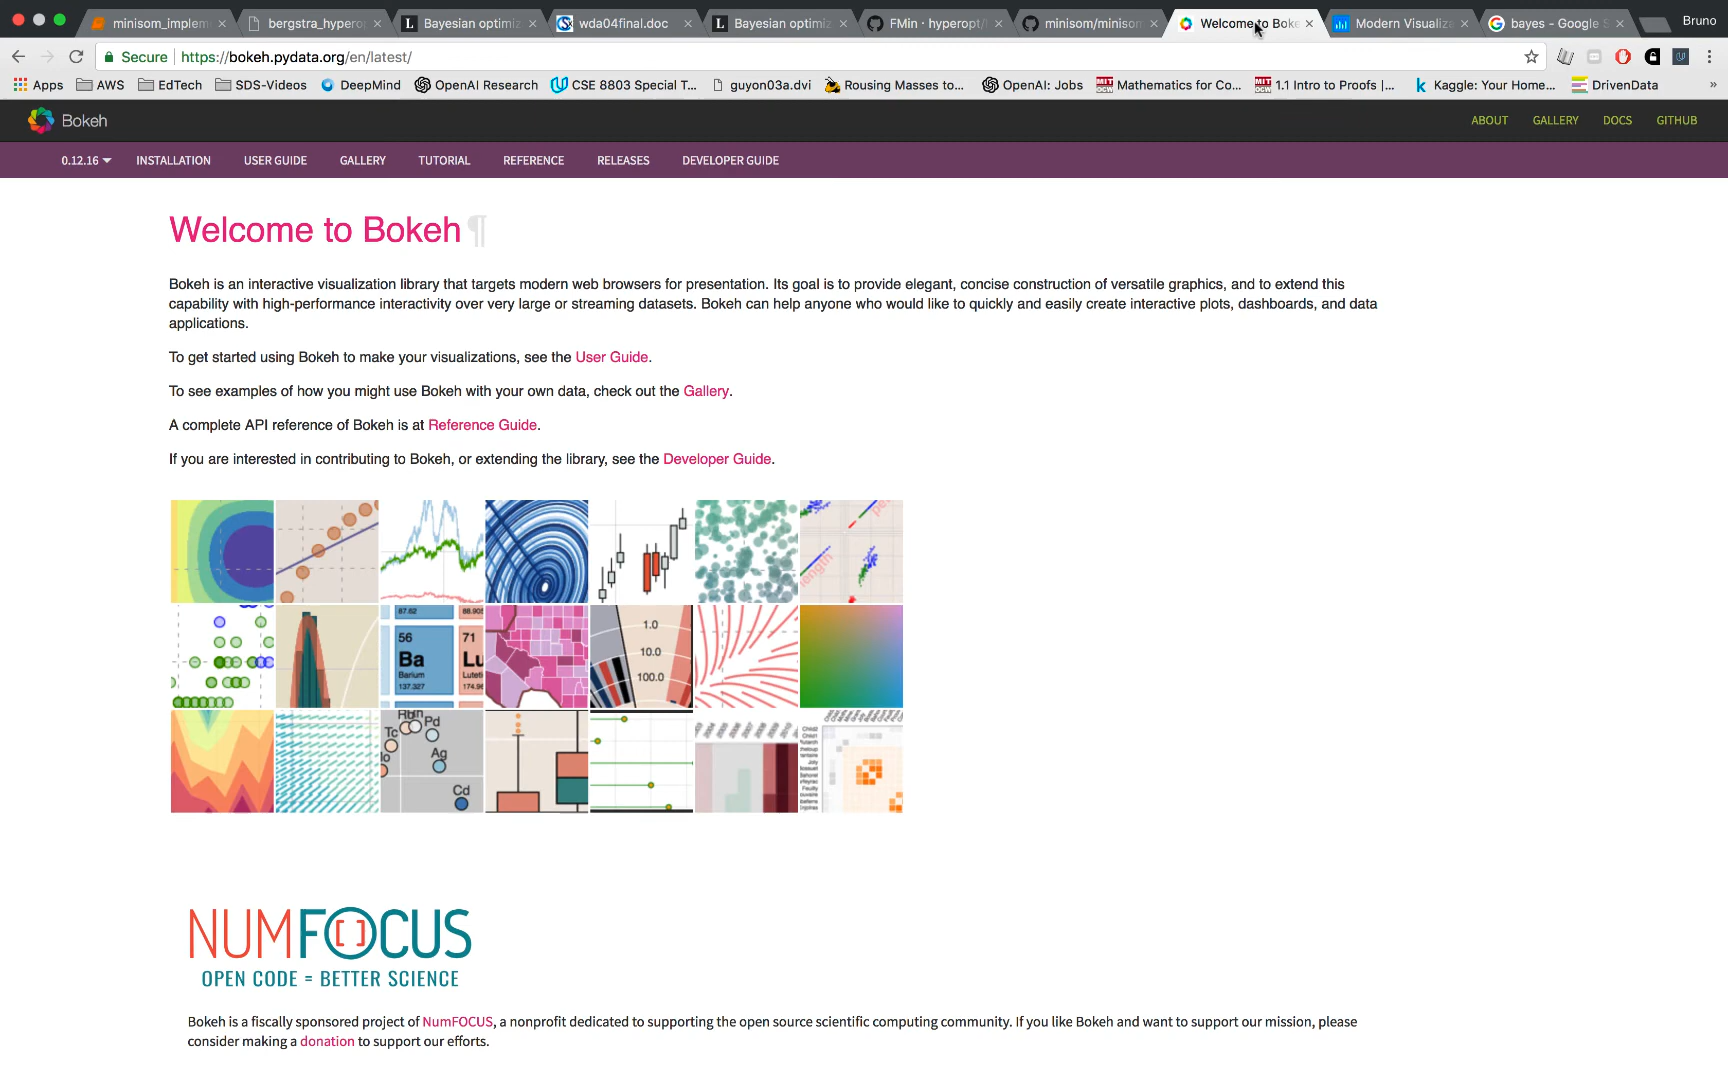 minisom_implem
bergstra_hypero
Bayesian optimiz
wda04final.doc
Bayesian optimiz
FMin · hyperopt/
minisom/minisom
Welcome to Boke
Modern Visualiza
bayes - Google S
Bruno
Secure https://bokeh.pydata.org/en/latest/
Apps
AWS
EdTech
SDS-Videos
DeepMind
OpenAI Research
CSE 8803 Special T...
guyon03a.dvi
Rousing Masses to...
OpenAI: Jobs
Mathematics for Co...
1.1 Intro to Proofs |...
Kaggle: Your Home...
DrivenData
»
Bokeh
ABOUT
GALLERY
DOCS
GITHUB
0.12.16
INSTALLATION
USER GUIDE
GALLERY
TUTORIAL
REFERENCE
RELEASES
DEVELOPER GUIDE
Welcome to Bokeh¶
Bokeh is an interactive visualization library that targets modern web browsers for presentation. Its goal is to provide elegant, concise construction of versatile graphics, and to extend this
capability with high-performance interactivity over very large or streaming datasets. Bokeh can help anyone who would like to quickly and easily create interactive plots, dashboards, and data
applications.
To get started using Bokeh to make your visualizations, see the User Guide.
To see examples of how you might use Bokeh with your own data, check out the Gallery.
A complete API reference of Bokeh is at Reference Guide.
If you are interested in contributing to Bokeh, or extending the library, see the Developer Guide.
87.62
88.905
56
71
Ba
Lu
Barium
Luteti
137.327
174.96
1.0
10.0
100.0
Pd
Tc
Ag
Cd
NUMFOCUS
OPEN CODE = BETTER SCIENCE
Bokeh is a fiscally sponsored project of NumFOCUS, a nonprofit dedicated to supporting the open source scientific computing community. If you like Bokeh and want to support our mission, please
consider making a donation to support our efforts.